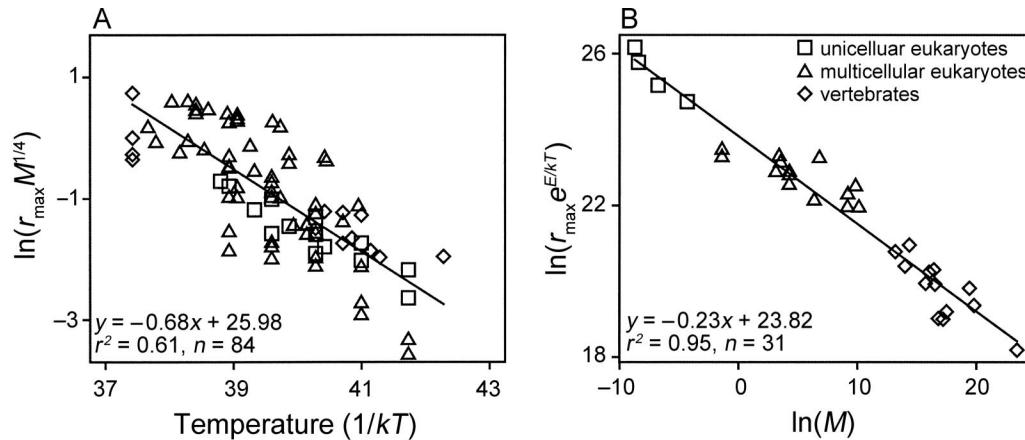 A
ln(r_max M^1/4)
1
−1
−3
y = −0.68x + 25.98
r² = 0.61, n = 84
37
39
41
43
Temperature (1/kT)
B
ln(r_max e^E/kT)
26
22
18
unicelluar eukaryotes
multicellular eukaryotes
vertebrates
y = −0.23x + 23.82
r² = 0.95, n = 31
−10
0
10
20
ln(M)